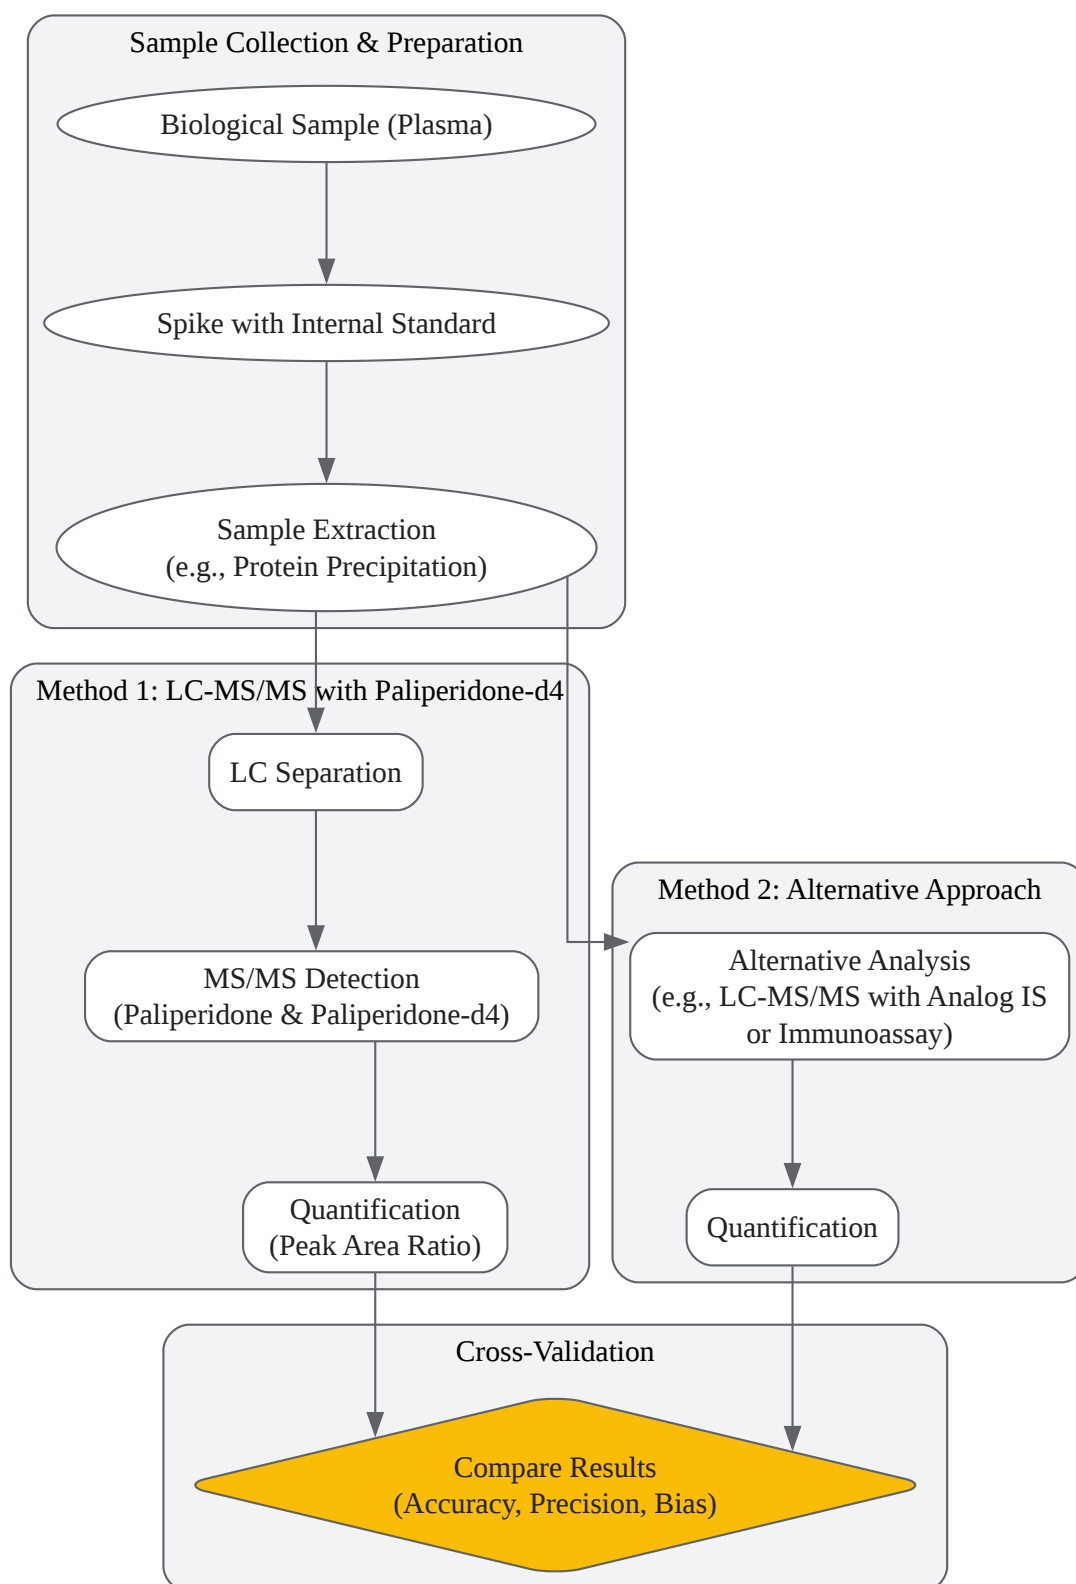 Sample Collection & Preparation
Biological Sample (Plasma)
Spike with Internal Standard
Sample Extraction
(e.g., Protein Precipitation)
Method 1: LC-MS/MS with Paliperidone-d4
LC Separation
MS/MS Detection
(Paliperidone & Paliperidone-d4)
Quantification
(Peak Area Ratio)
Method 2: Alternative Approach
Alternative Analysis
(e.g., LC-MS/MS with Analog IS
or Immunoassay)
Quantification
Cross-Validation
Compare Results
(Accuracy, Precision, Bias)